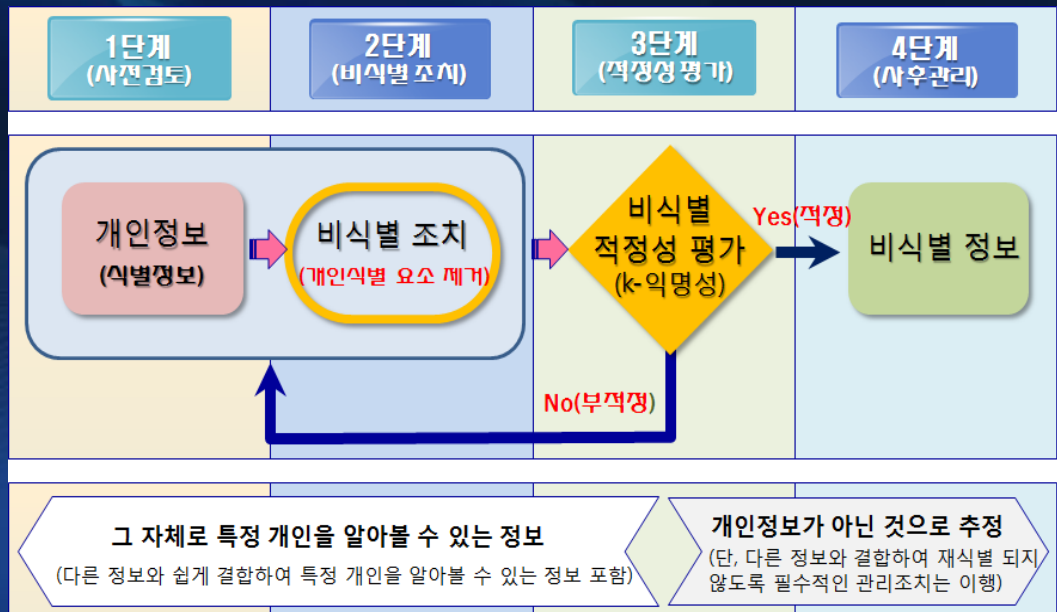 1단계
(사전검토)
2단계
(비식별 조치)
3단계
(적정성 평가)
4단계
(사후관리)
개인정보
(식별정보)
비식별 조치
(개인식별 요소 제거)
비식별
적정성 평가
(k-익명성)
Yes(적정)
비식별 정보
No(부적정)
그 자체로 특정 개인을 알아볼 수 있는 정보
(다른 정보와 쉽게 결합하여 특정 개인을 알아볼 수 있는 정보 포함)
개인정보가 아닌 것으로 추정
(단, 다른 정보와 결합하여 재식별 되지
않도록 필수적인 관리조치는 이행)